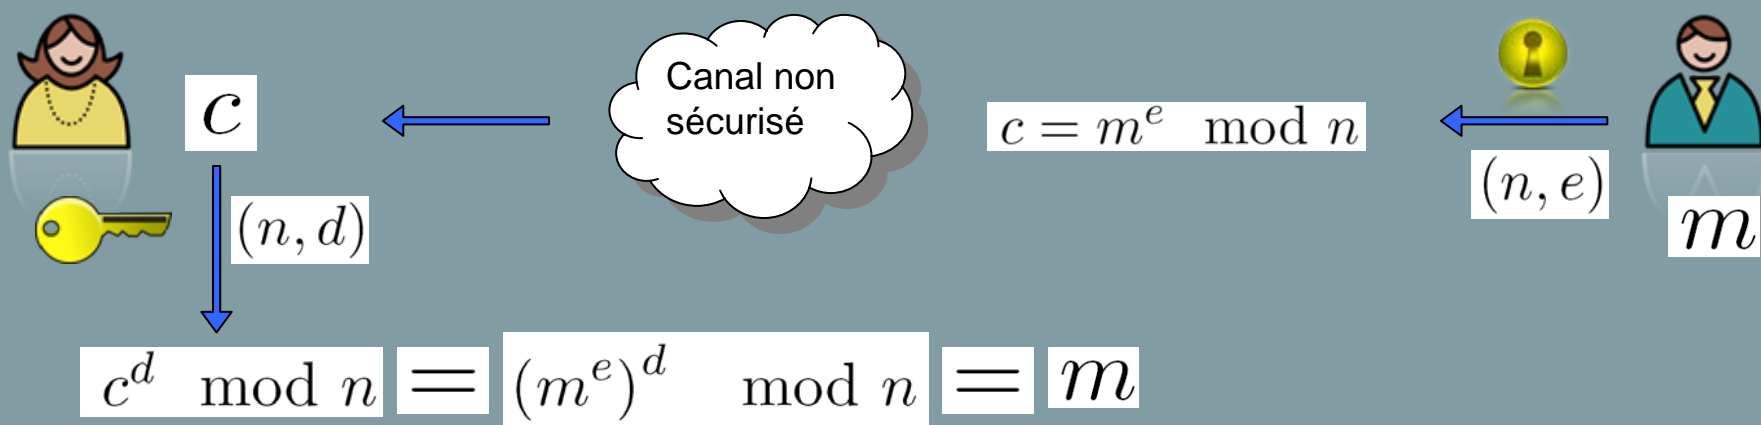 c
Canal non
sécurisé
c = m^e mod n
(n, e)
m
(n, d)
c^d mod n = (m^e)^d mod n = m